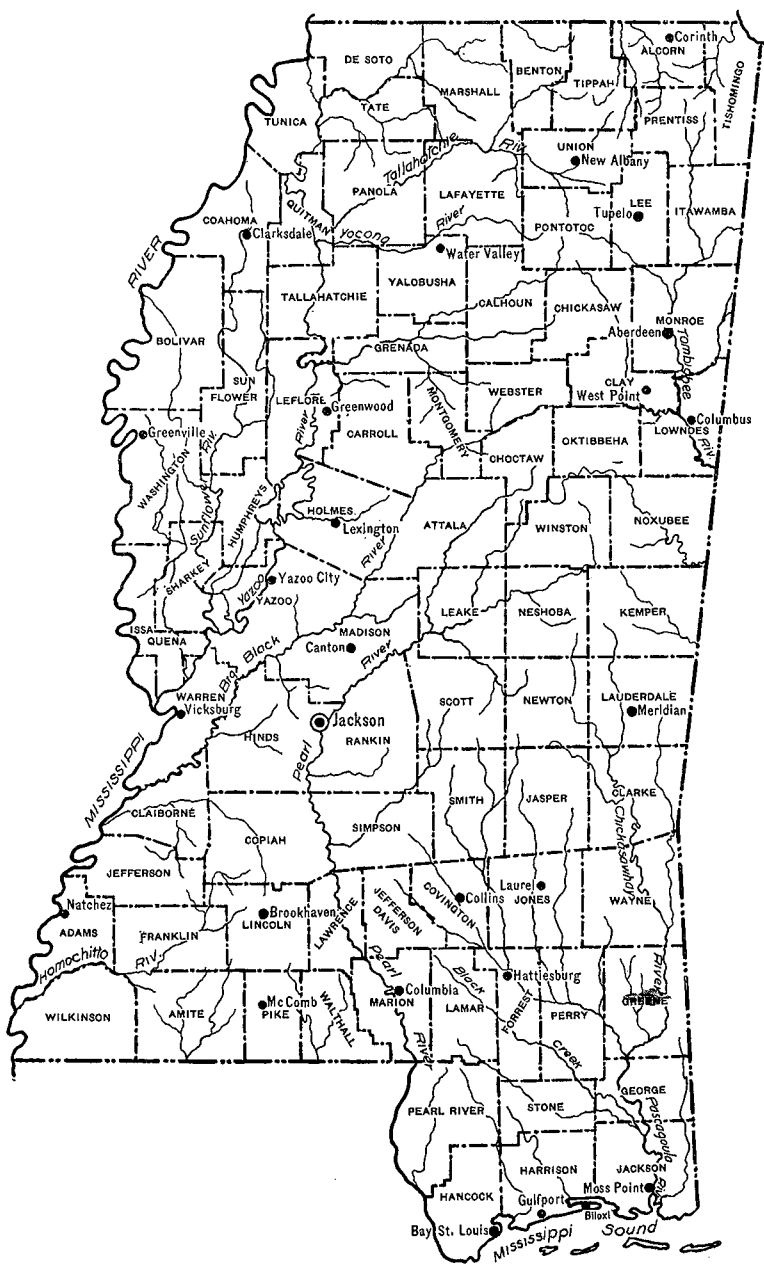 Corinth
ALCORN
DE SOTO
BENTON
TIPPAH
MARSHALL
TISHOMINGO
TATE
TUNICA
PRENTISS
UNION
New Albany
Tallahatchie Riv.
PANOLA
LAFAYETTE
QUITMAN
LEE
Tupelo
ITAWAMBA
COAHOMA
Clarksdale
Yocona River
PONTOTOC
Water Valley
RIVER
YALOBUSHA
TALLAHATCHIE
CALHOUN
CHICKASAW
MONROE
Aberdeen
Tombigbee Riv.
BOLIVAR
GRENADA
SUN
FLOWER
CLAY
West Point
WEBSTER
LEFLORE
Greenwood
River
MONTGOMERY
Columbus
LOWNDES
Greenville
CARROLL
OKTIBBEHA
CHOCTAW
WASHINGTON
Sunflower Riv.
HUMPHREYS
HOLMES
Lexington
ATTALA
WINSTON
NOXUBEE
SHARKEY
Yazoo
Yazoo City
YAZOO
LEAKE
NESHOBA
KEMPER
ISSA
QUENA
MADISON
Canton
Big Black River
WARREN
Vicksburg
SCOTT
NEWTON
LAUDERDALE
Meridian
Jackson
HINDS
RANKIN
Pearl River
MISSISSIPPI
SMITH
JASPER
CLARKE
CLAIBORNE
COPIAH
SIMPSON
Chickasawhay
JEFFERSON
Natchez
ADAMS
FRANKLIN
Brookhaven
LINCOLN
LAWRENCE
JEFFERSON
DAVIS
COVINGTON
Collins
Laurel
JONES
WAYNE
Homochitto Riv.
Pearl River
Black Creek
Hattiesburg
River
GREENE
WILKINSON
AMITE
McComb
PIKE
WALTHALL
Columbia
MARION
LAMAR
FORREST
PERRY
GEORGE
PEARL RIVER
STONE
Pascagoula Riv.
HANCOCK
HARRISON
JACKSON
Moss Point
Gulfport
Biloxi
Bay St. Louis
Mississippi Sound